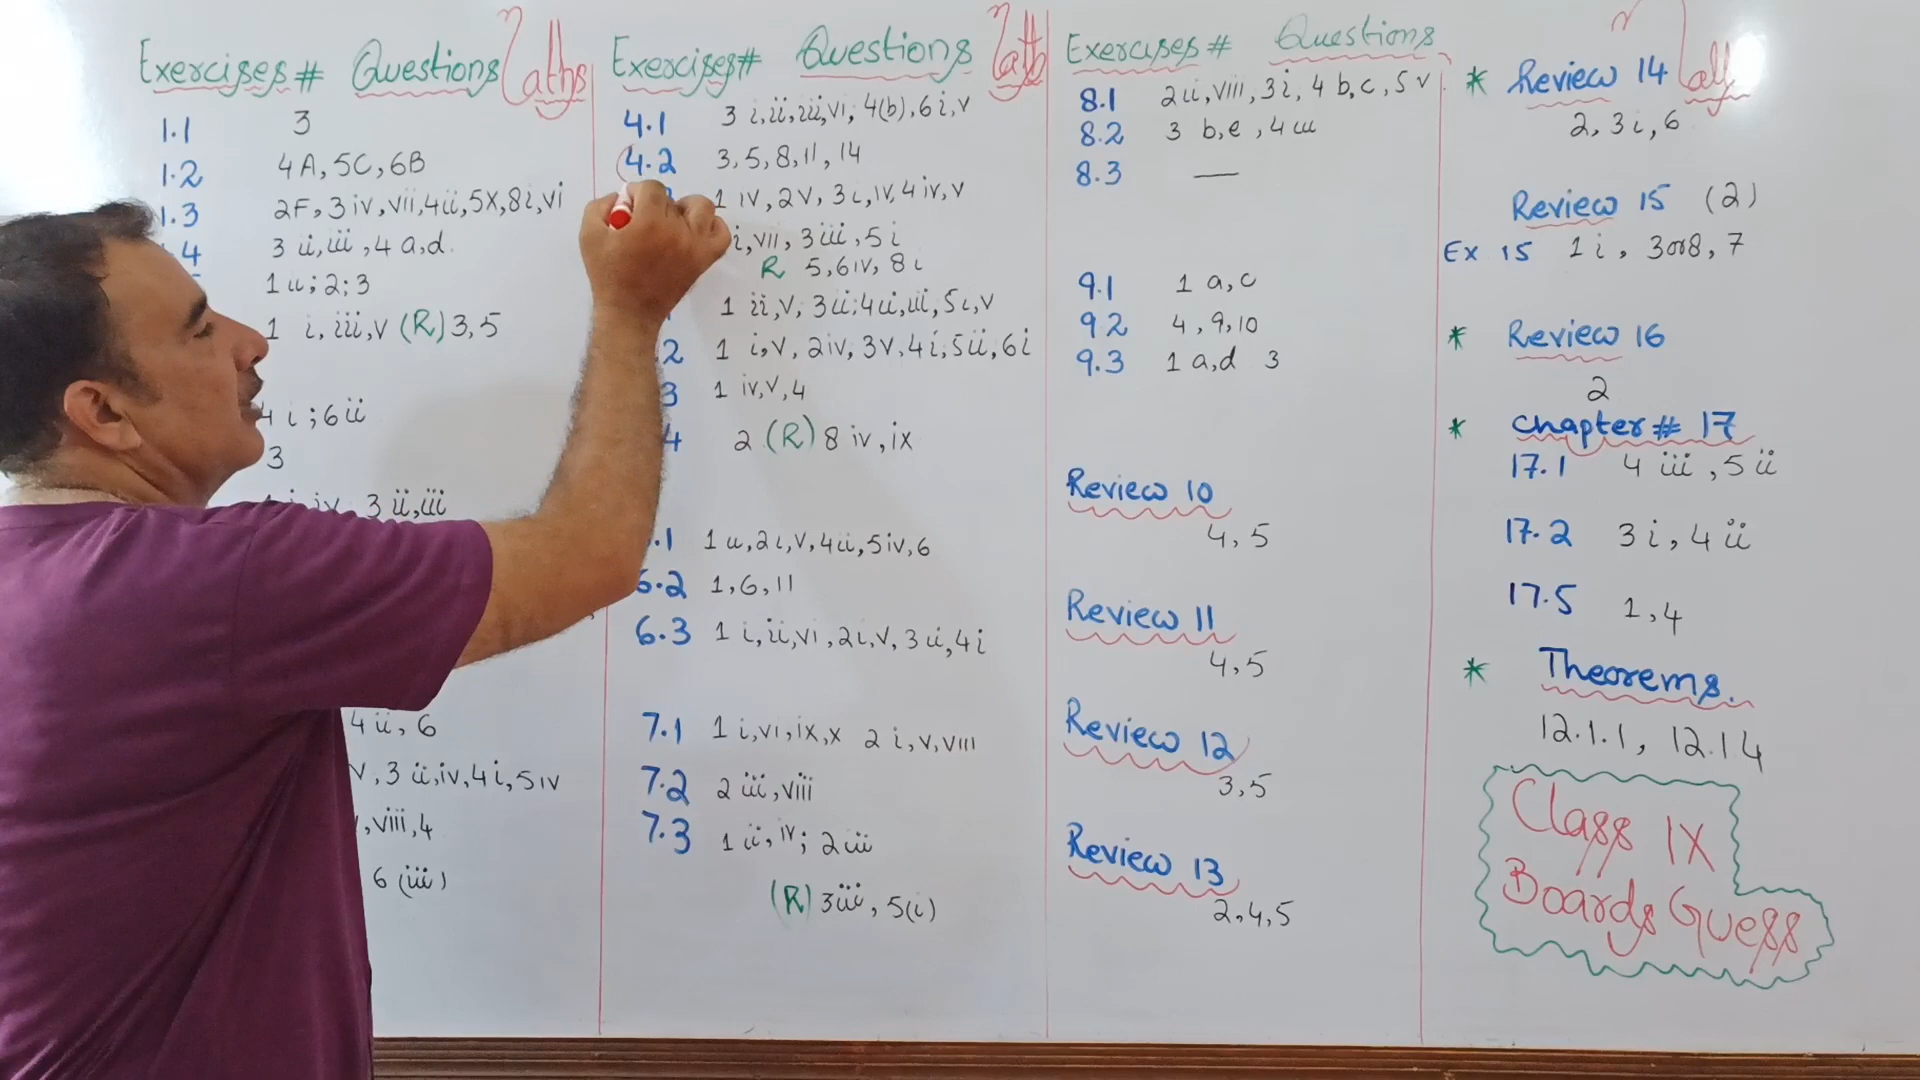 Exercises# Questions Maths
1.1 3
1.2 4A, 5C, 6B
1.3 2F, 3 iv, vii, 4 ii, 5X, 8 i, vi
4 3 ii, iii, 4 a, d.
1 ii; 2; 3
1 i, iii, v (R) 3, 5
4 i ; 6 ii
3
iv 3 ii, iii
4 ii, 6
v, 3 ii, iv, 4 i, 5 iv
, viii, 4
6 (iii)
Exercises# Questions Math
4.1 3 i, ii, iii, vi, 4(b), 6 i, v
4.2 3, 5, 8, 11, 14
1 iv, 2 v, 3 i, iv, 4 iv, v
i, vii, 3 iii, 5 i
R 5, 6 iv, 8 i
1 ii, v, 3 ii; 4 ii, iii, 5 i, v
2 1 i, v, 2 iv, 3 v, 4 i, 5 ii, 6 i
3 1 iv, v, 4
4 2 (R) 8 iv, ix
.1 1 ii, 2 i, v, 4 ii, 5 iv, 6
6.2 1, 6, 11
6.3 1 i, ii, vi, 2 i, v, 3 ii, 4 i
7.1 1 i, vi, ix, x 2 i, v, viii
7.2 2 iii, viii
7.3 1 ii, iv; 2 iii
(R) 3 iii, 5(i)
Exercises# Questions
8.1 2 ii, viii, 3 i, 4 b, c, 5 v
8.2 3 b, e, 4 iii
8.3 —
9.1 1 a, c
9.2 4, 9, 10
9.3 1 a, d 3
Review 10
4, 5
Review 11
4, 5
Review 12
3, 5
Review 13
2, 4, 5
* Review 14
2, 3 i, 6
Review 15 (2)
Ex 15 1 i, 3 or 8, 7
* Review 16
2
* Chapter # 17
17.1 4 iii, 5 ii
17.2 3 i, 4 ii
17.5 1, 4
* Theorems.
12.1.1, 12.1.4
Class IX
Boards Guess